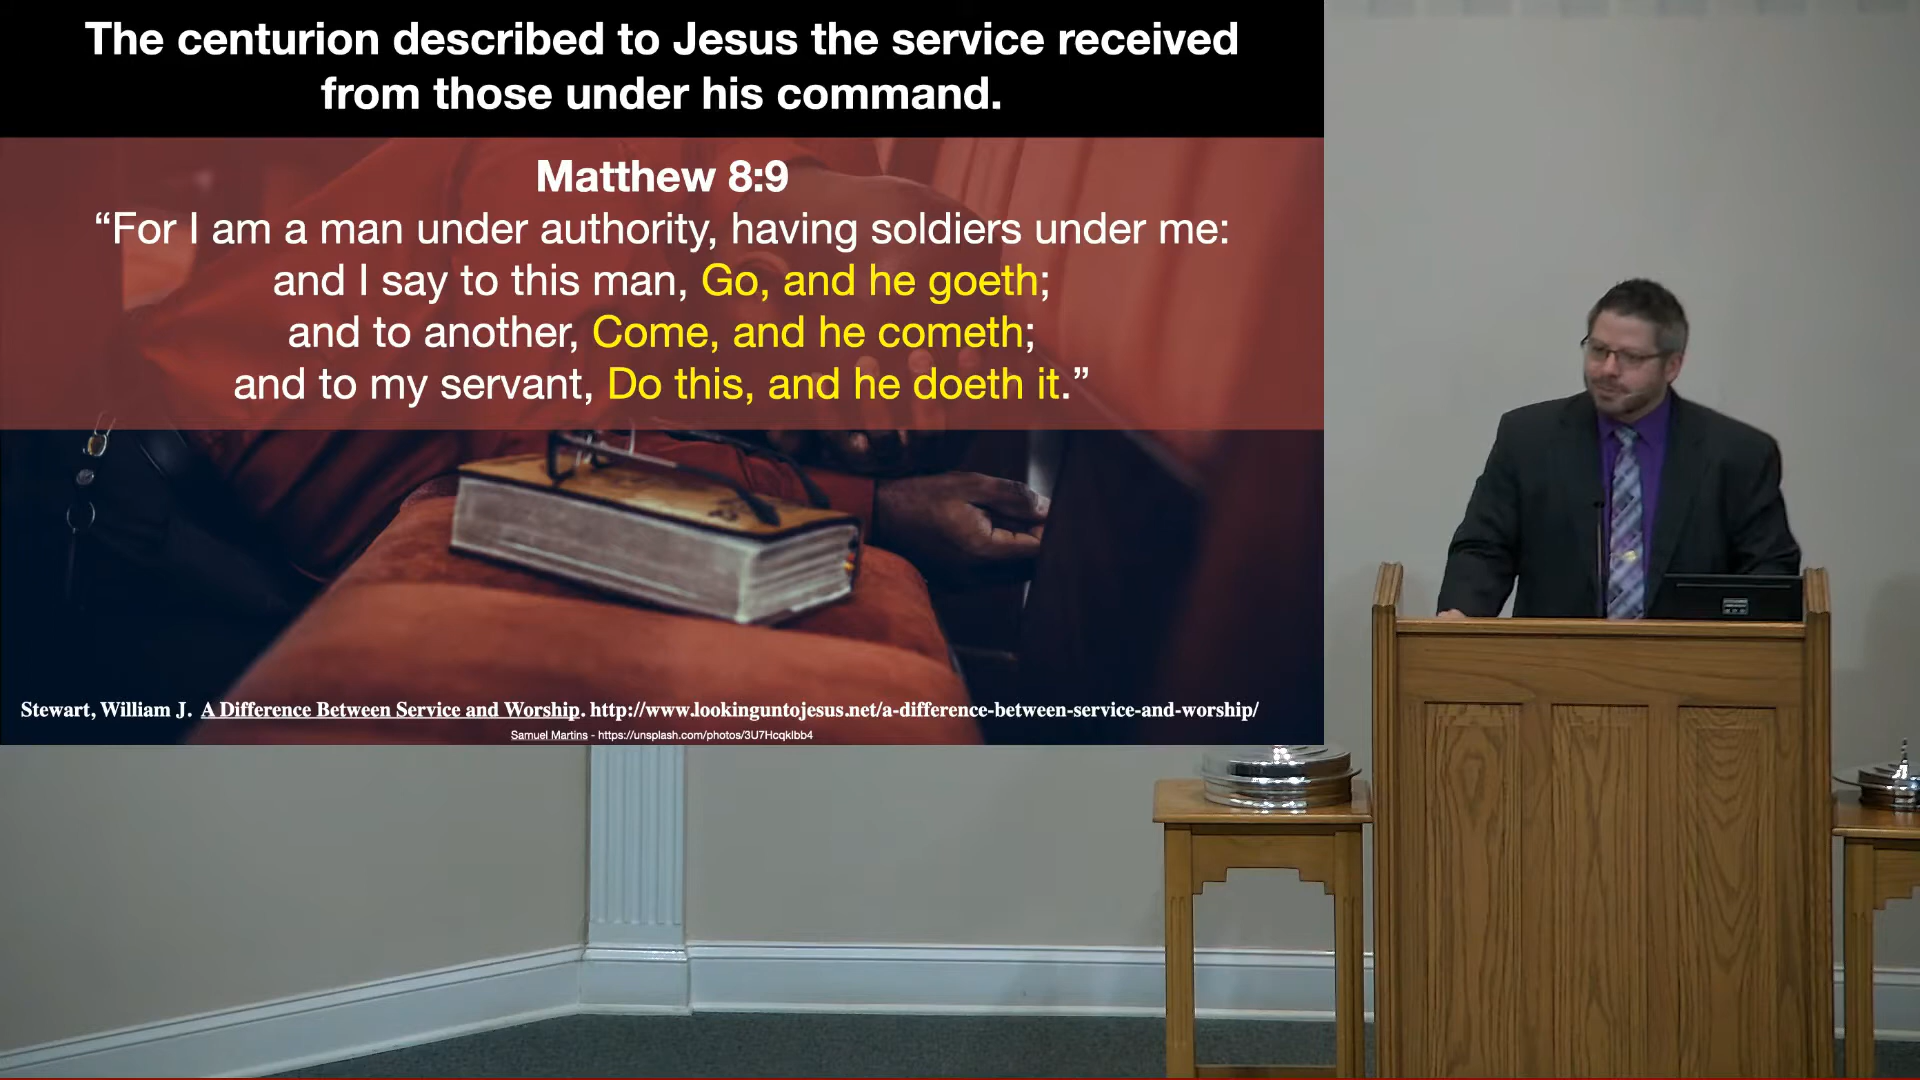 The centurion described to Jesus the service received
from those under his command.
Matthew 8:9
“For I am a man under authority, having soldiers under me:
and I say to this man, Go, and he goeth;
and to another, Come, and he cometh;
and to my servant, Do this, and he doeth it.”
Stewart, William J. A Difference Between Service and Worship. http://www.lookinguntojesus.net/a-difference-between-service-and-worship/
Samuel Martins - https://unsplash.com/photos/3U7Hcqklbb4